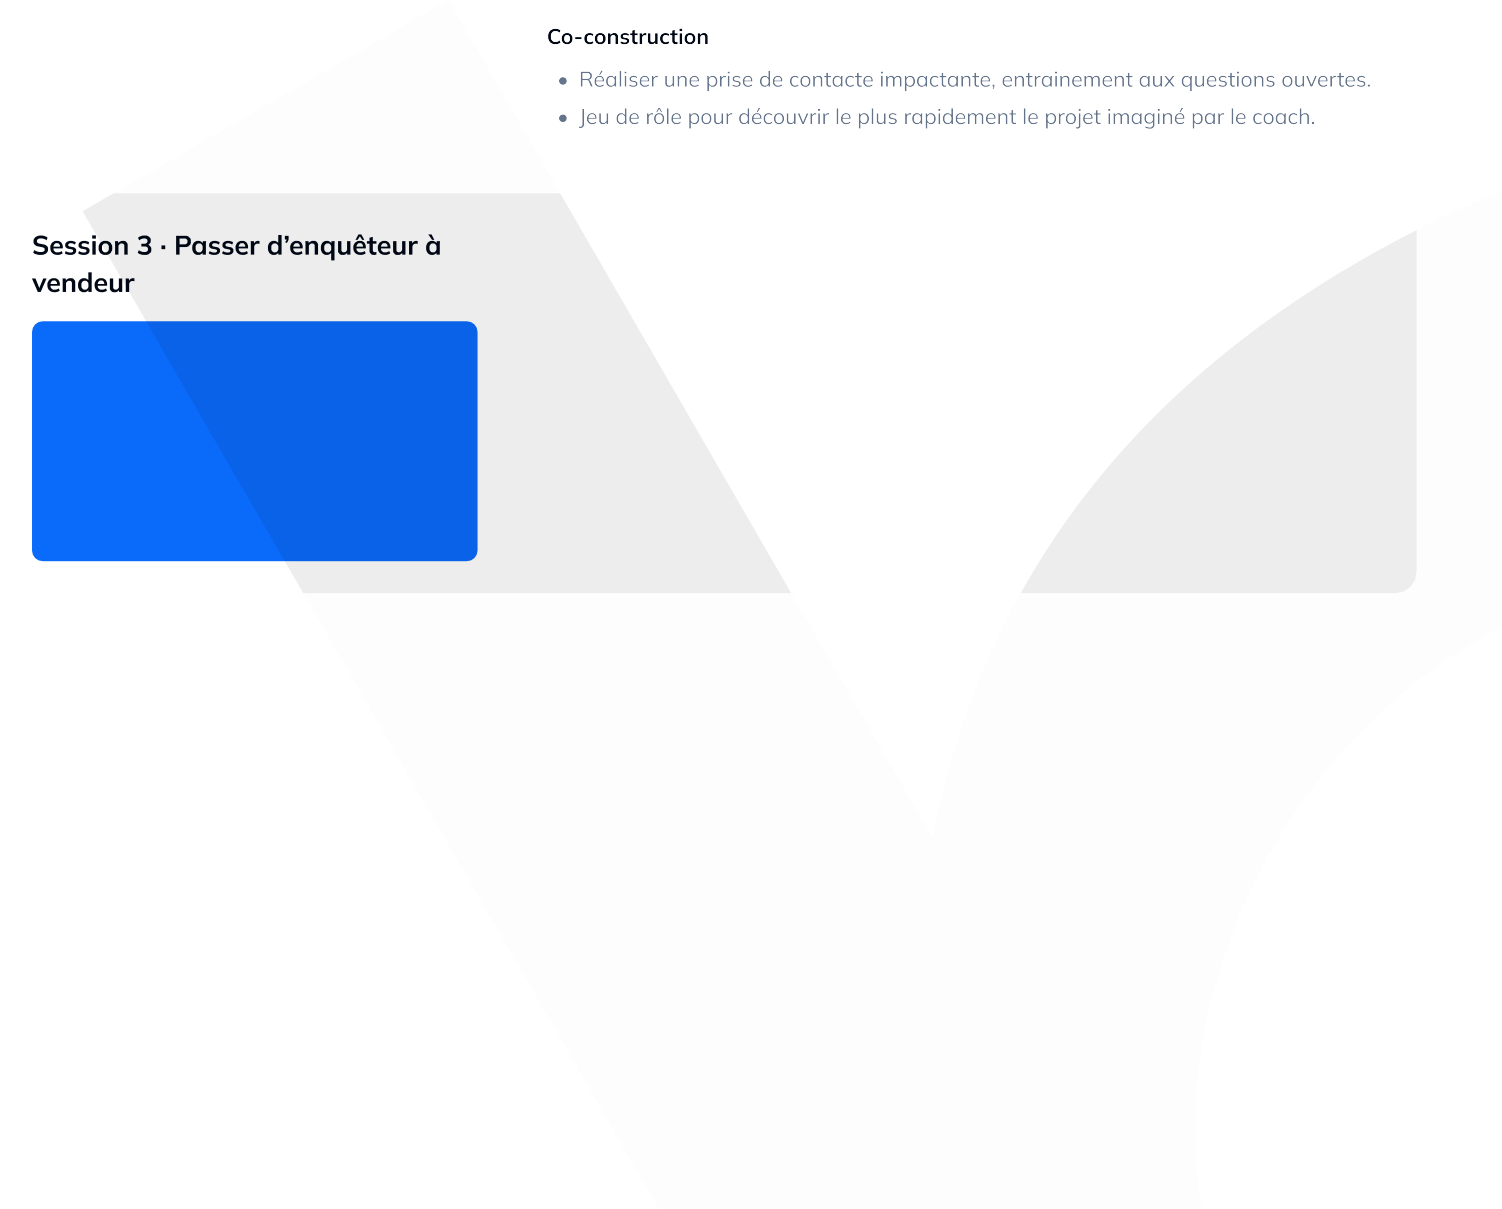 Co-construction
• Réaliser une prise de contacte impactante, entrainement aux questions ouvertes.
• Jeu de rôle pour découvrir le plus rapidement le projet imaginé par le coach.
Session 3 · Passer d’enquêteur à
vendeur